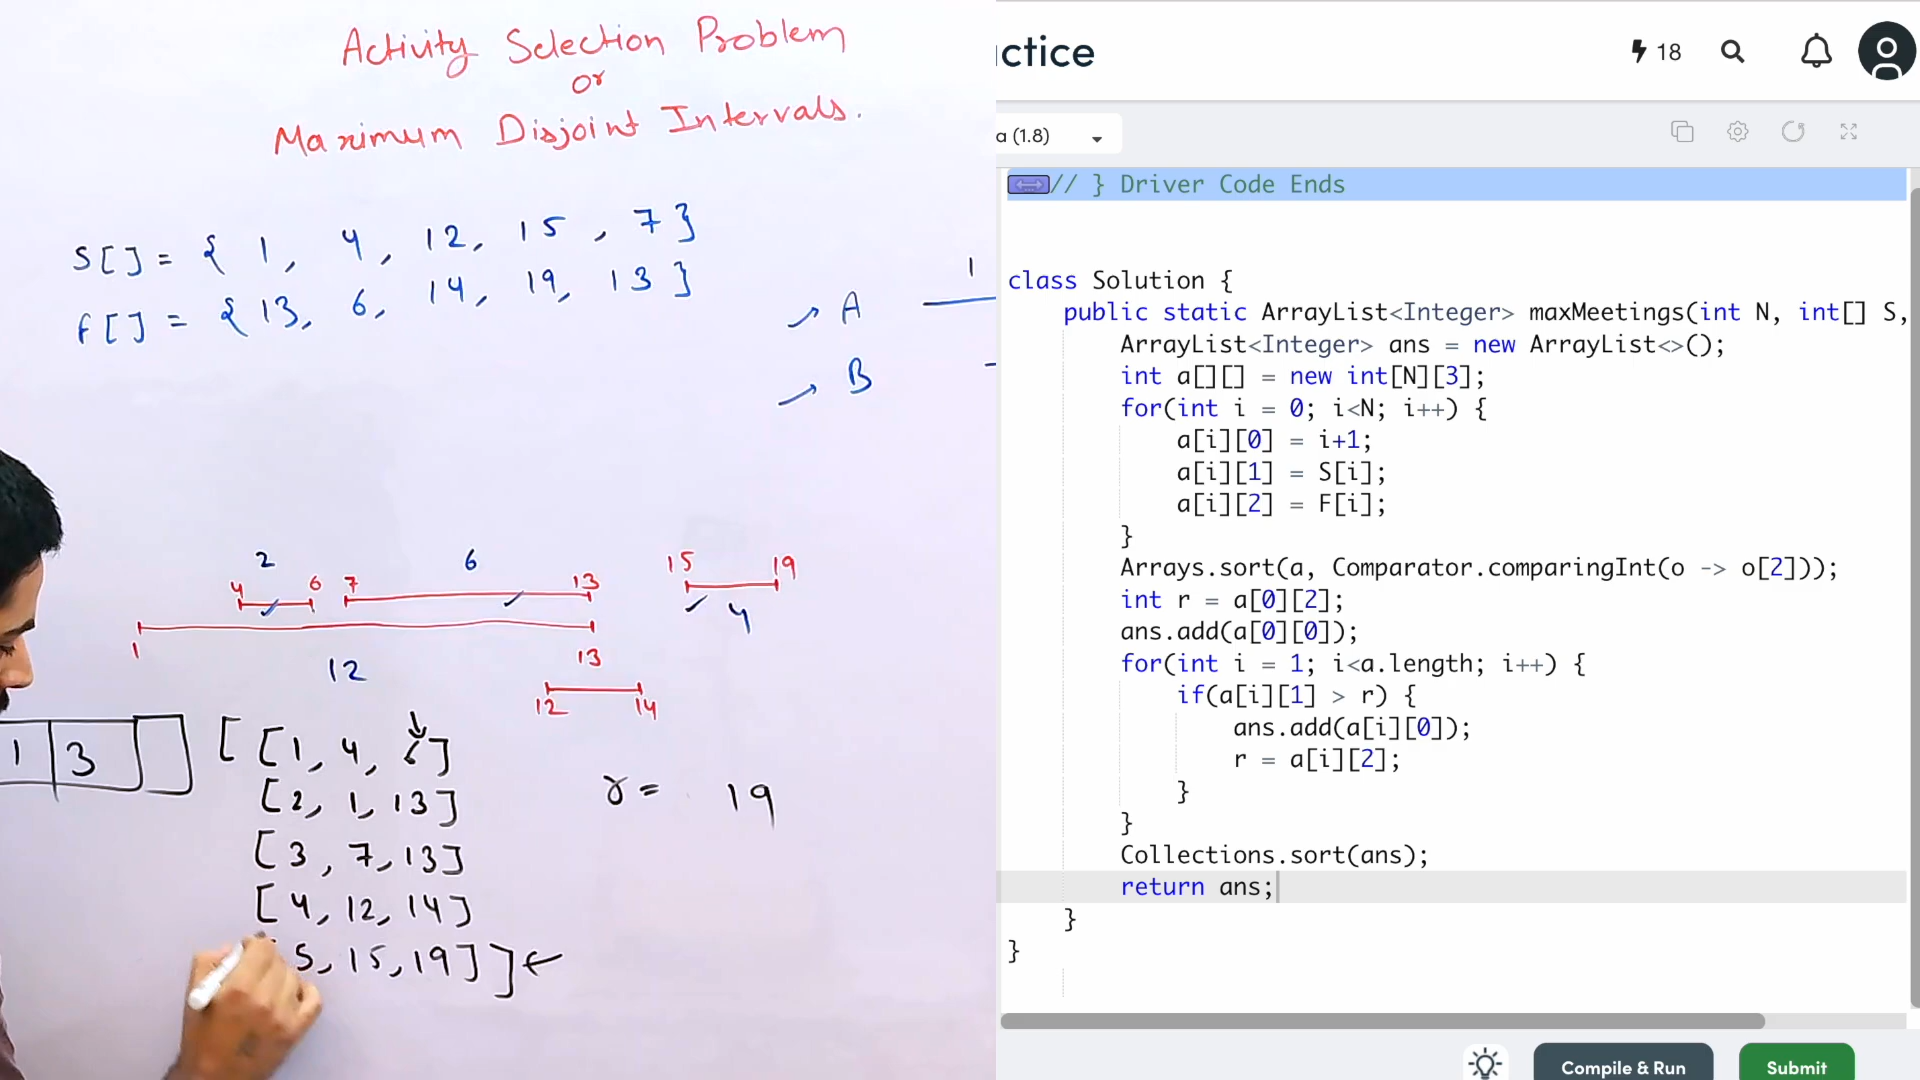 Activity Selection Problem
or
Maximum Disjoint Intervals.
S[] = { 1, 4, 12, 15, 7 }
F[] = { 13, 6, 14, 19, 13 }
A
B
1
2
6
4 6 7 13
15 19
4
1 13
12
12 14
1 3
[ [1, 4, 6]
[2, 1, 13]
[3, 7, 13]
[4, 12, 14]
5, 15, 19] ]
r = 19
ctice
18
a (1.8)
// } Driver Code Ends
class Solution {
public static ArrayList<Integer> maxMeetings(int N, int[] S,
ArrayList<Integer> ans = new ArrayList<>();
int a[][] = new int[N][3];
for(int i = 0; i<N; i++) {
a[i][0] = i+1;
a[i][1] = S[i];
a[i][2] = F[i];
}
Arrays.sort(a, Comparator.comparingInt(o -> o[2]));
int r = a[0][2];
ans.add(a[0][0]);
for(int i = 1; i<a.length; i++) {
if(a[i][1] > r) {
ans.add(a[i][0]);
r = a[i][2];
}
}
Collections.sort(ans);
return ans;
}
}
Compile & Run
Submit